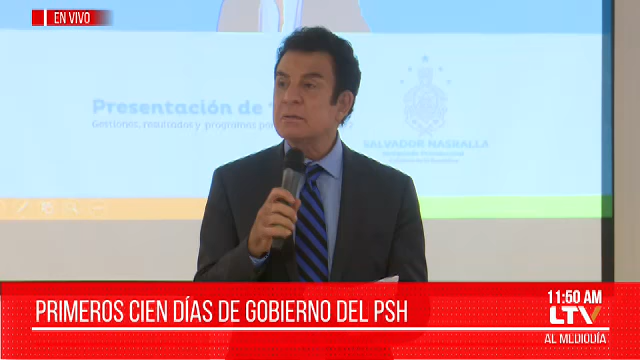 EN VIVO
Presentación de
Gestiones, resultados y programas
SALVADOR NASRALLA
PRIMEROS CIEN DÍAS DE GOBIERNO DEL PSH
11:50 AM
LTV
AL MEDIODÍA